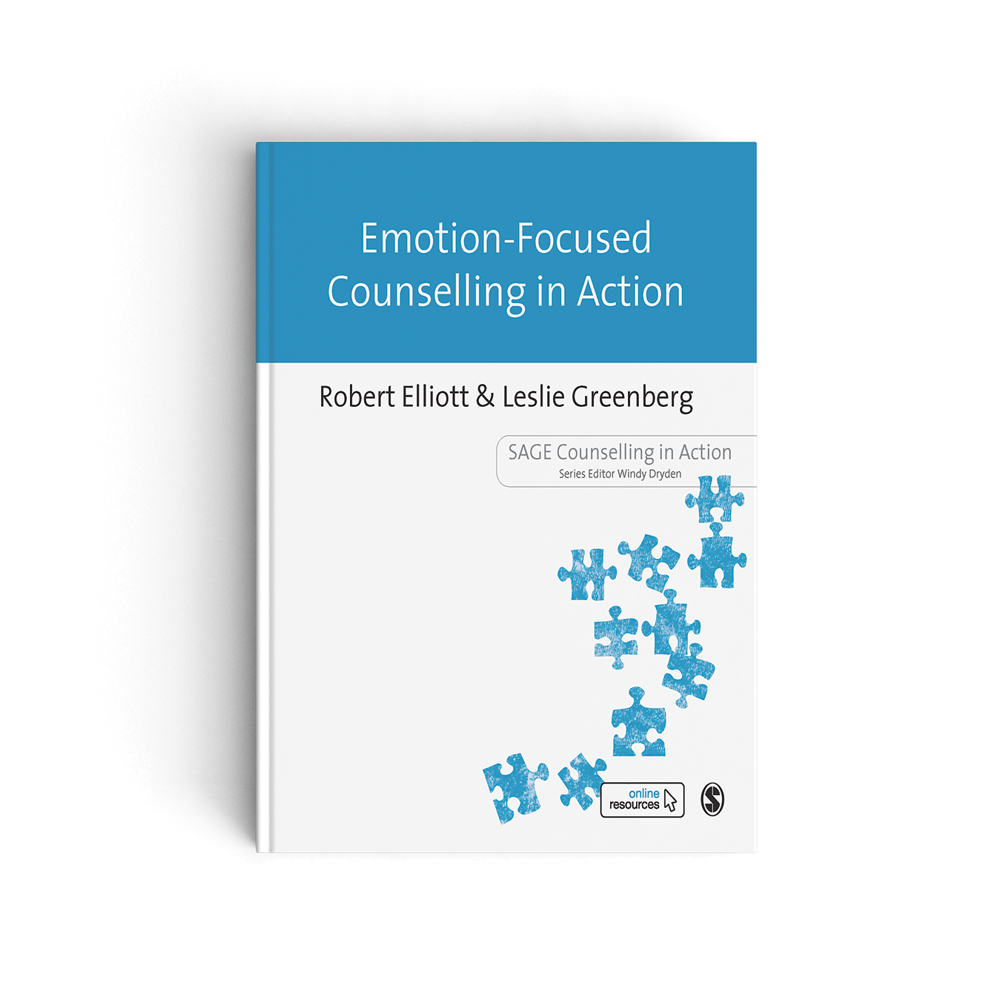 Emotion-Focused
Counselling in Action
Robert Elliott & Leslie Greenberg
SAGE Counselling in Action
Series Editor Windy Dryden
online
resources
S